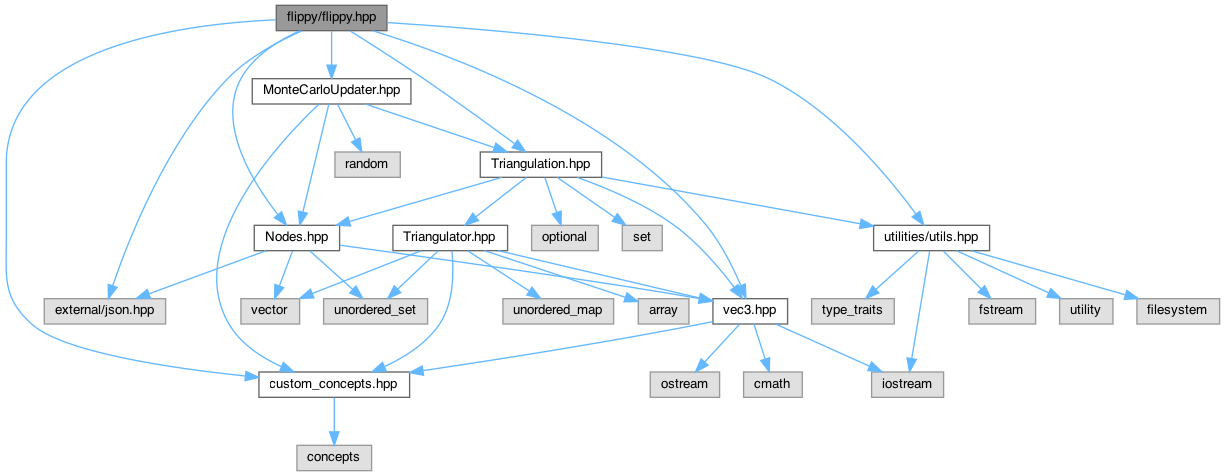 flippy/flippy.hpp
MonteCarloUpdater.hpp
random
Triangulation.hpp
Nodes.hpp
Triangulator.hpp
optional
set
utilities/utils.hpp
external/json.hpp
vector
unordered_set
unordered_map
array
vec3.hpp
type_traits
fstream
utility
filesystem
custom_concepts.hpp
ostream
cmath
iostream
concepts